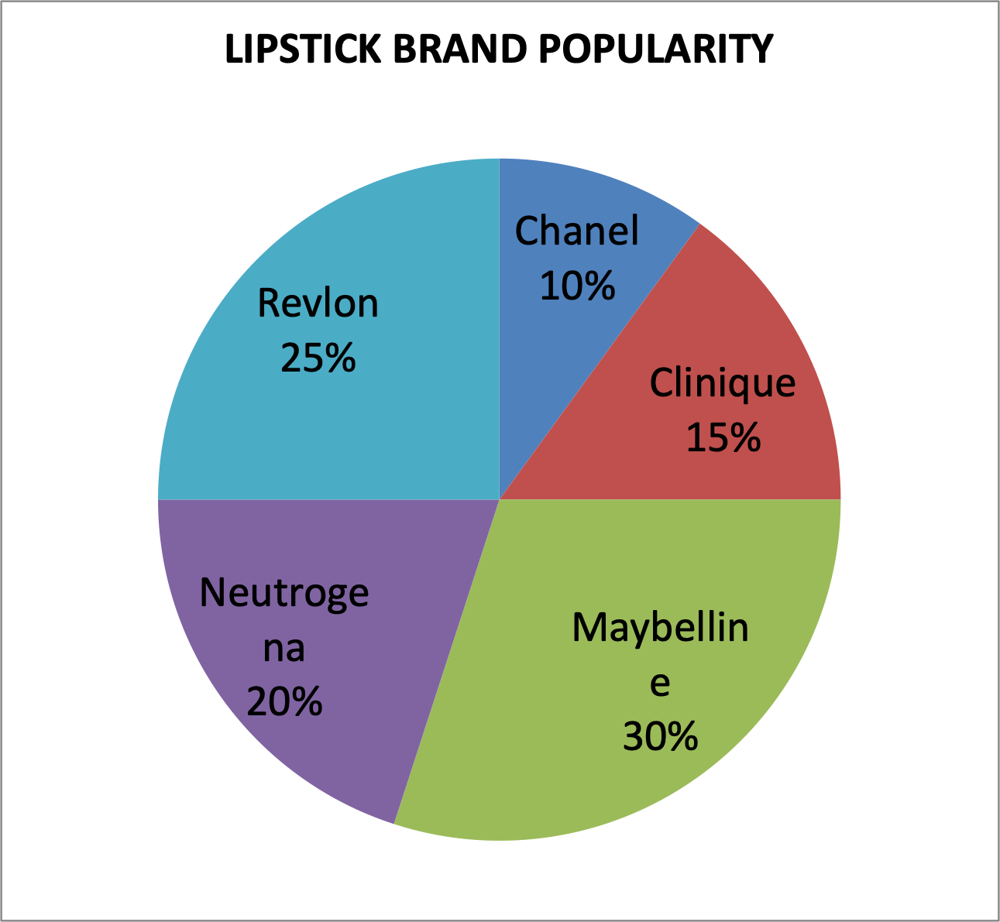 LIPSTICK BRAND POPULARITY
Chanel
10%
Clinique
15%
Maybellin
e
30%
Neutroge
na
20%
Revlon
25%